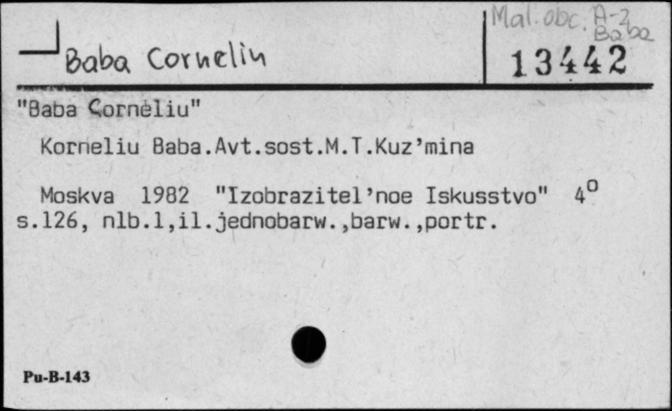 Mal. obc. A-2
Baba
Baba Corneliu
13442
"Baba Corneliu"
Korneliu Baba.Avt.sost.M.T.Kuz'mina
Moskva 1982 "Izobrazitel'noe Iskusstvo" 4º
s.126, nlb.1,il.jednobarw.,barw.,portr.
Pu-B-143